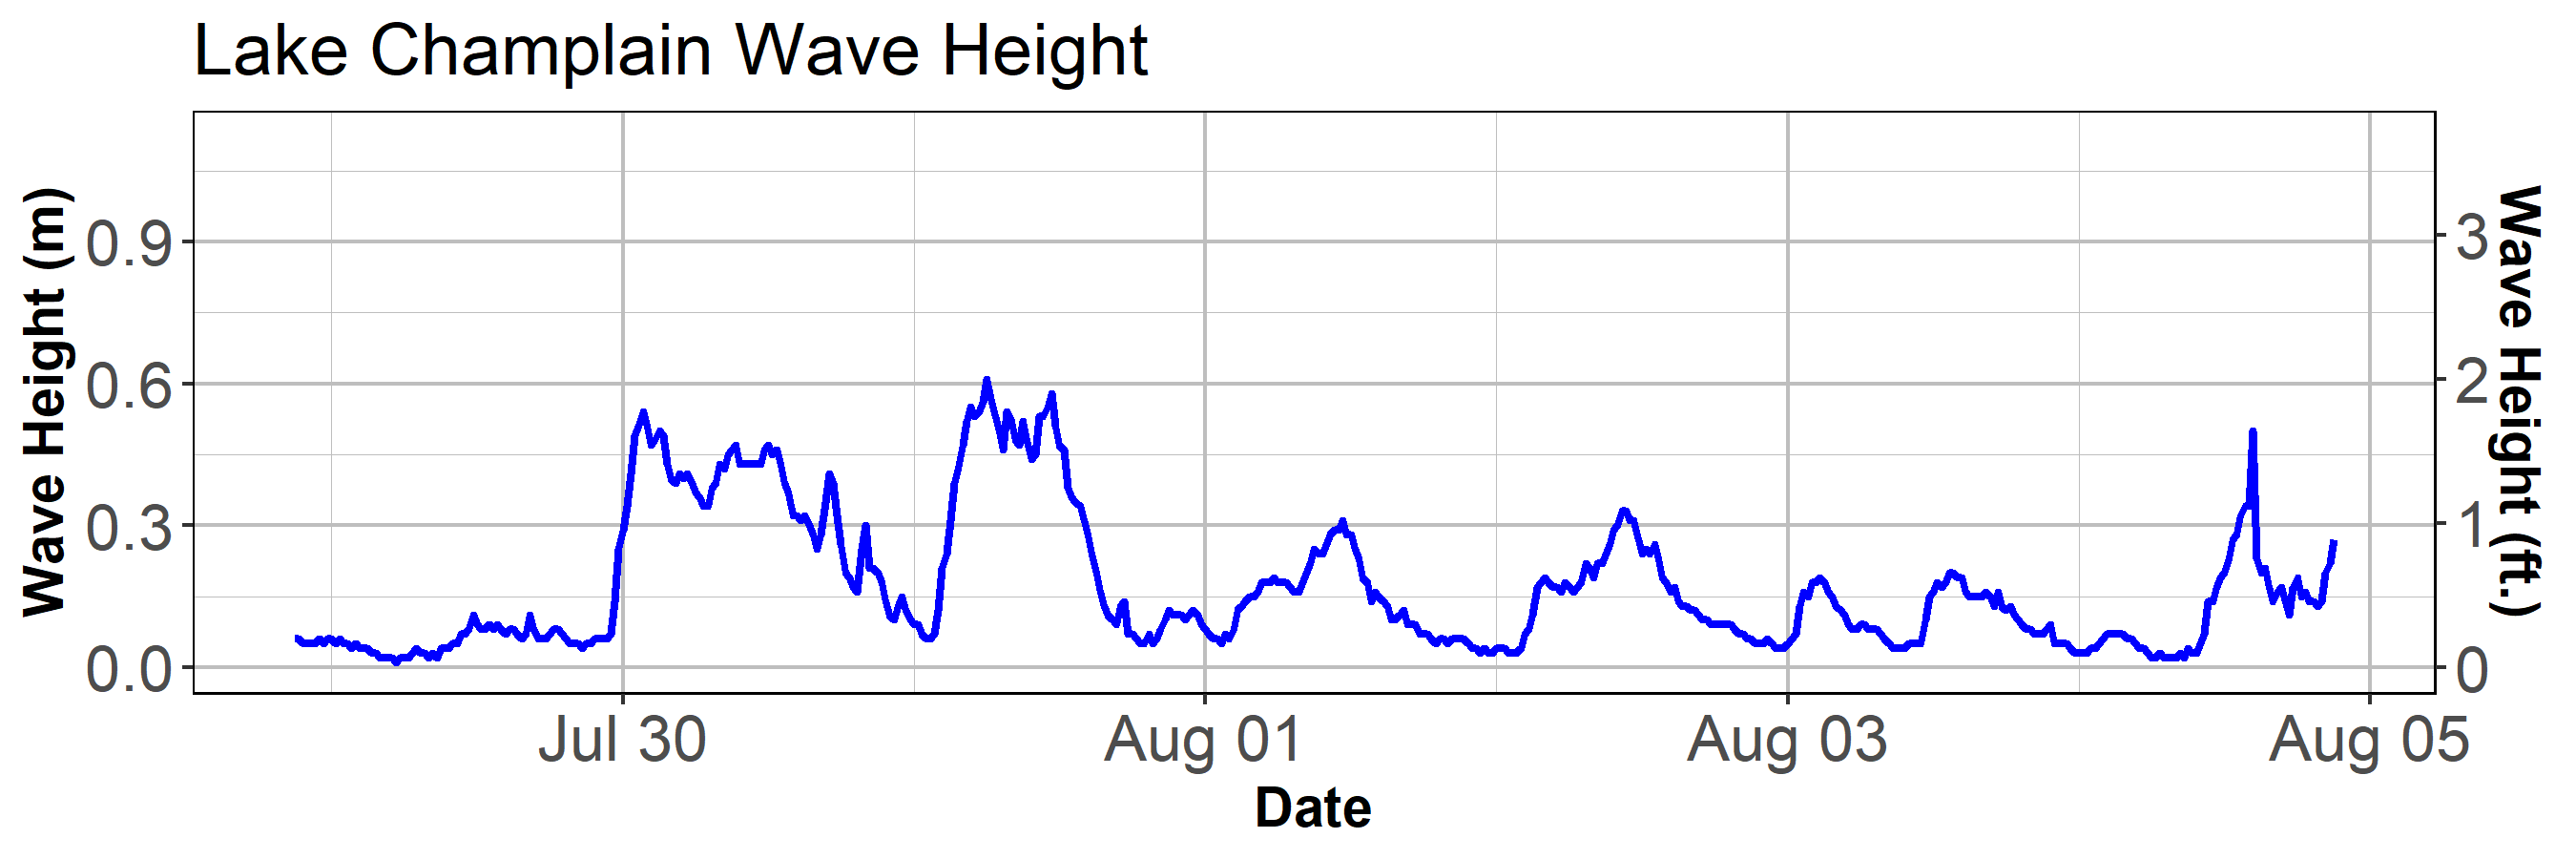 Lake Champlain Wave Height
Wave Height (m)
0.9
0.6
0.3
0.0
3
2
1
0
Wave Height (ft.)
Jul 30
Aug 01
Aug 03
Aug 05
Date